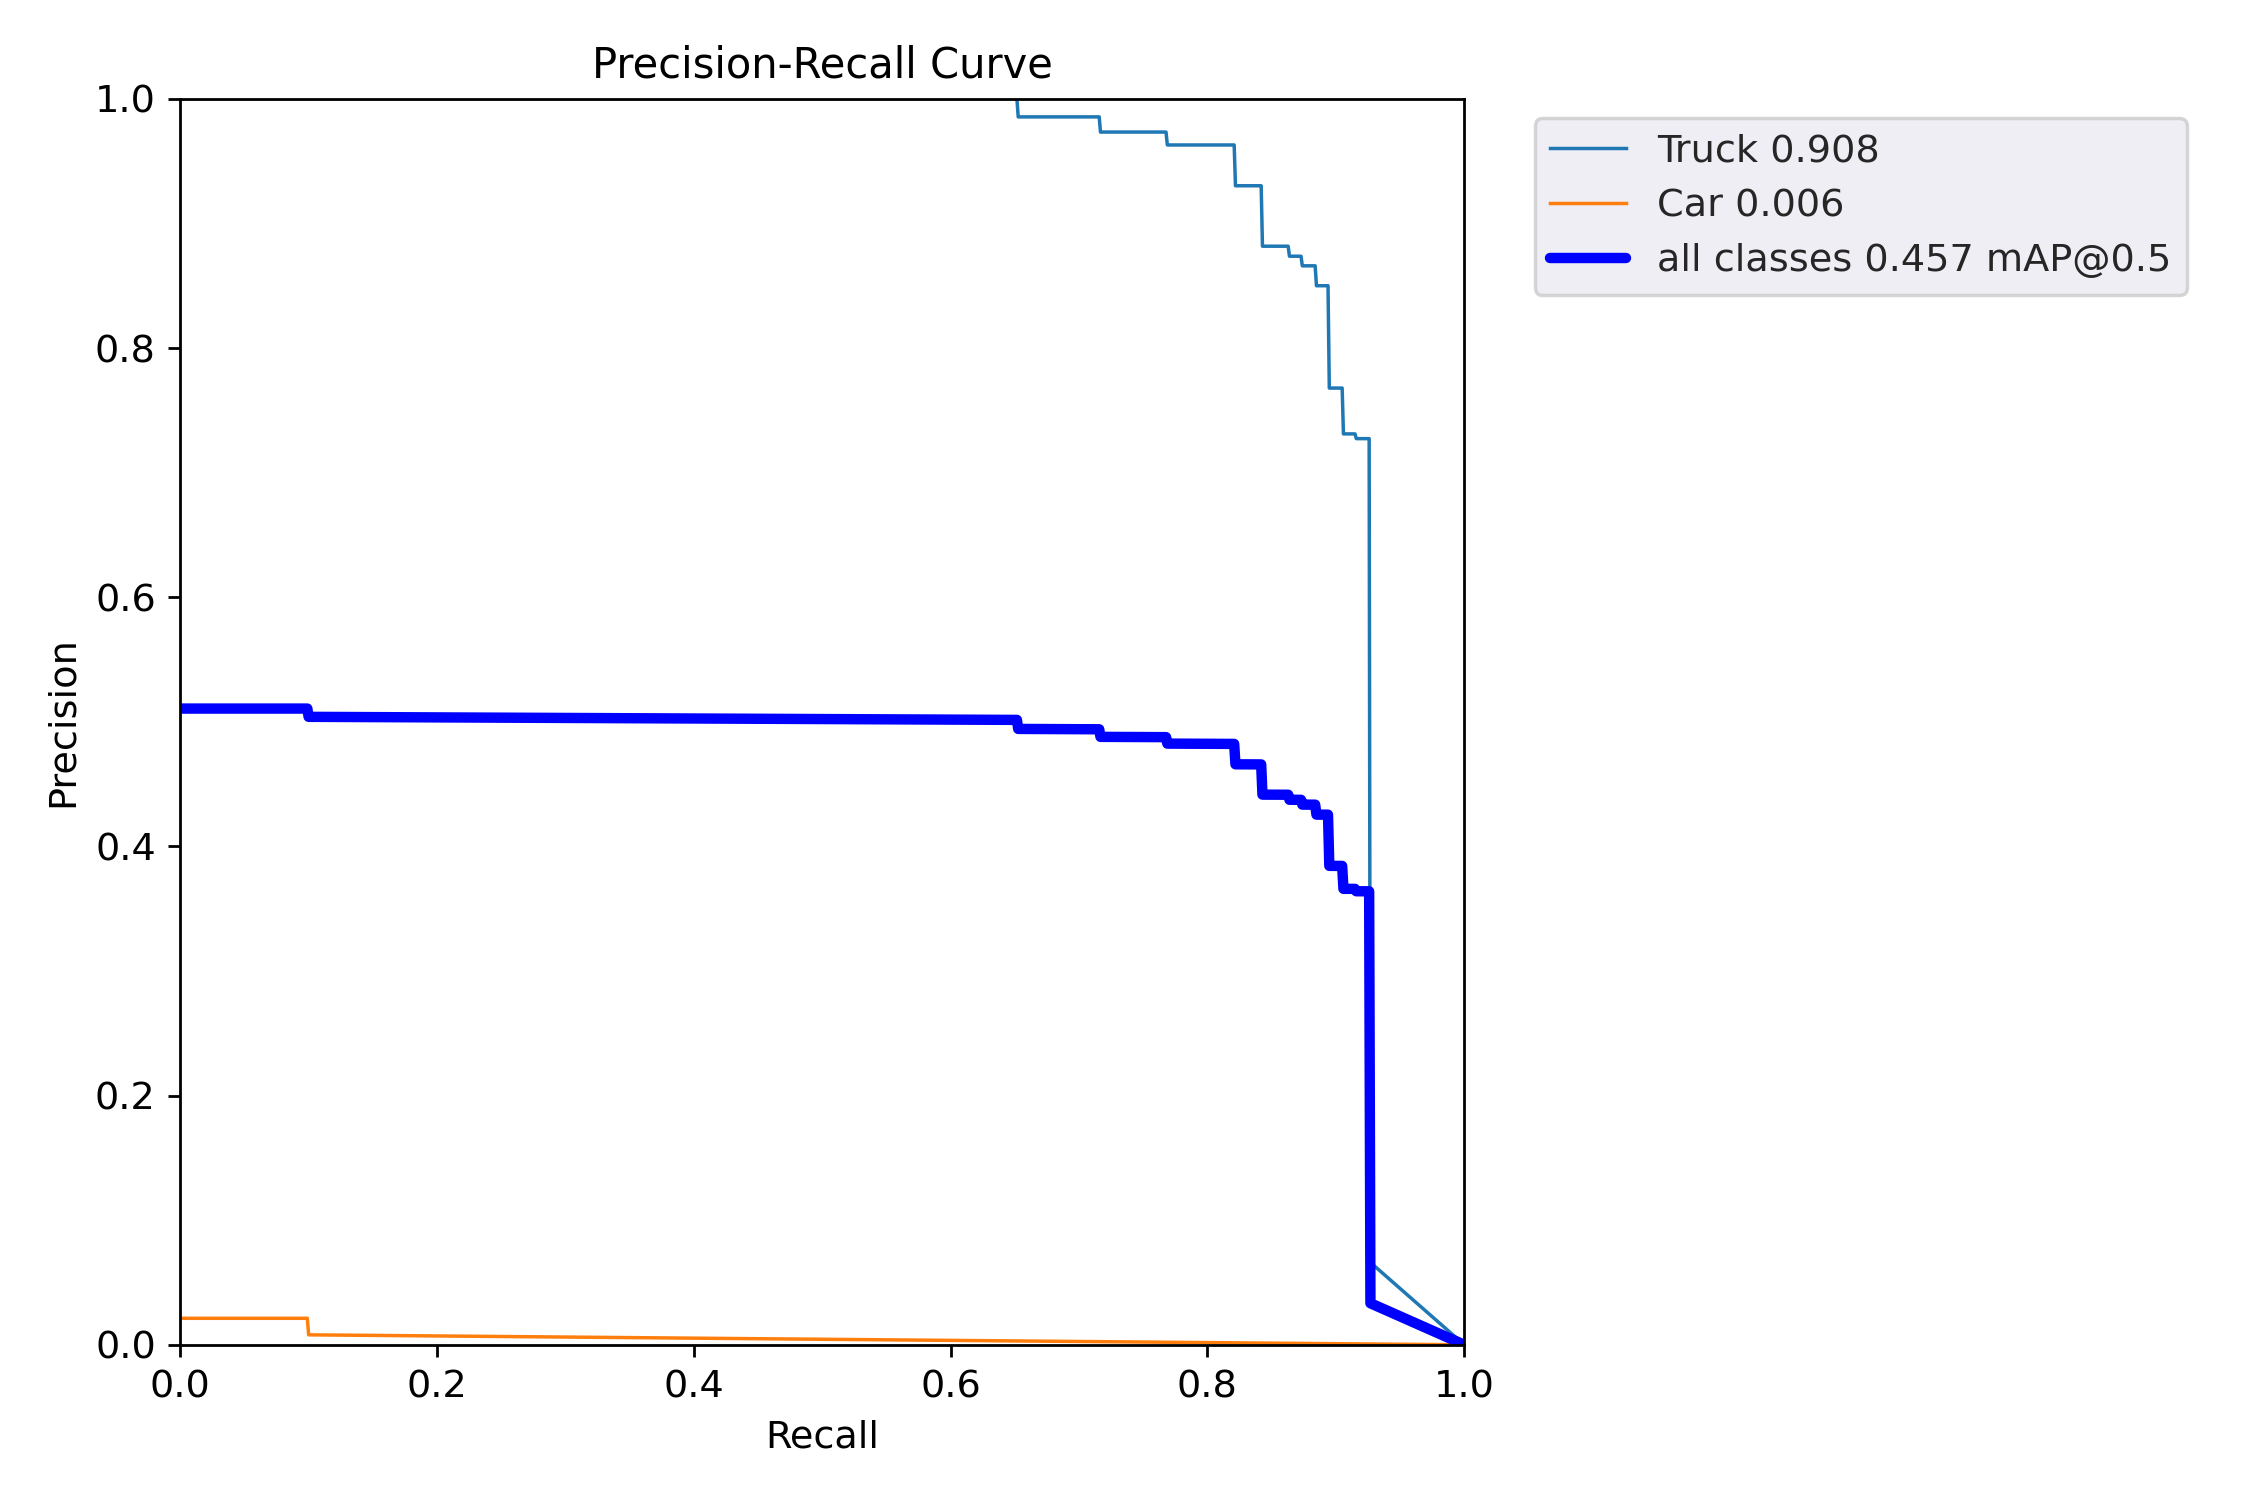 Precision-Recall Curve
1.0
0.8
0.6
0.4
0.2
0.0
Precision
0.0 0.2 0.4 0.6 0.8 1.0
Recall
Truck 0.908
Car 0.006
all classes 0.457 mAP@0.5